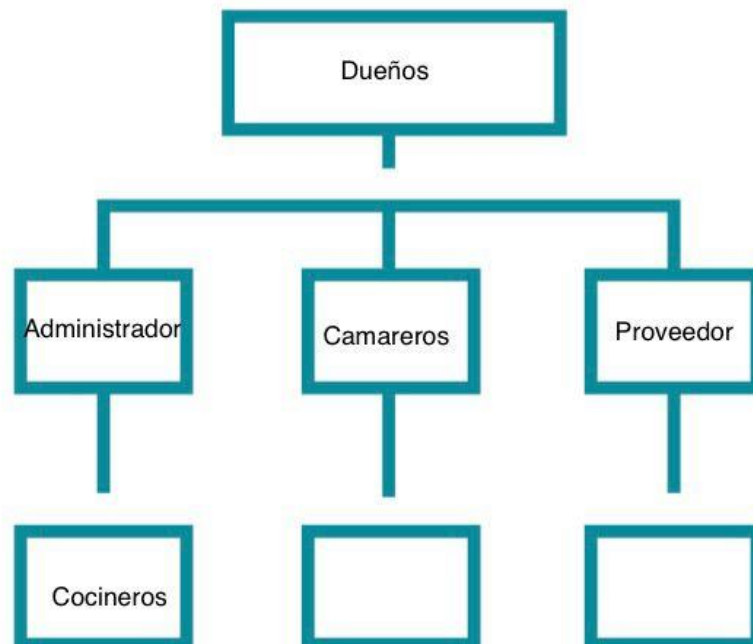 Dueños
Administrador
Camareros
Proveedor
Cocineros